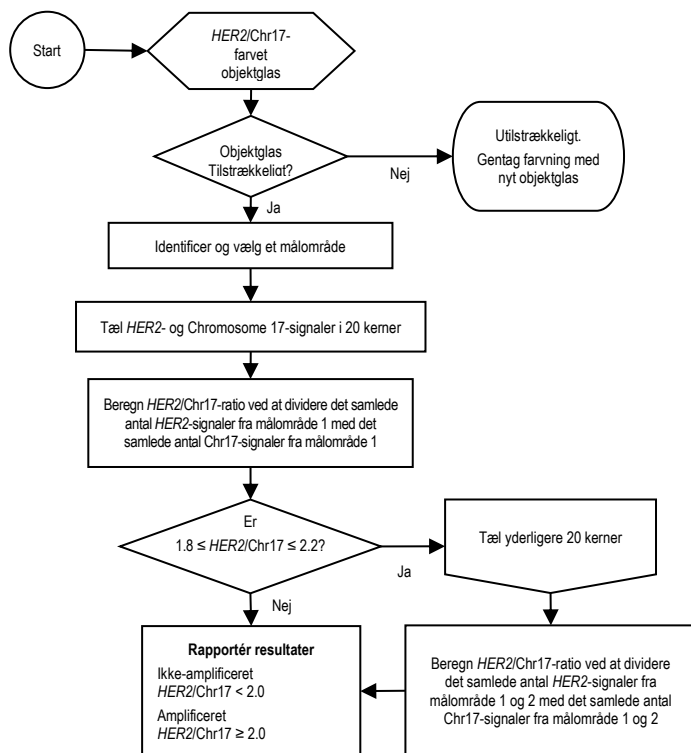 Start
HER2/Chr17-
farvet
objektglas
Objektglas
Tilstrækkeligt?
Nej
Utilstrækkeligt.
Gentag farvning med
nyt objektglas
Ja
Identificer og vælg et målområde
Tæl HER2- og Chromosome 17-signaler i 20 kerner
Beregn HER2/Chr17-ratio ved at dividere det samlede
antal HER2-signaler fra målområde 1 med det
samlede antal Chr17-signaler fra målområde 1
Er
1.8 ≤ HER2/Chr17 ≤ 2.2?
Ja
Tæl yderligere 20 kerner
Nej
Rapportér resultater
Ikke-amplificeret
HER2/Chr17 < 2.0
Amplificeret
HER2/Chr17 ≥ 2.0
Beregn HER2/Chr17-ratio ved at dividere
det samlede antal HER2-signaler fra
målområde 1 og 2 med det samlede antal
Chr17-signaler fra målområde 1 og 2